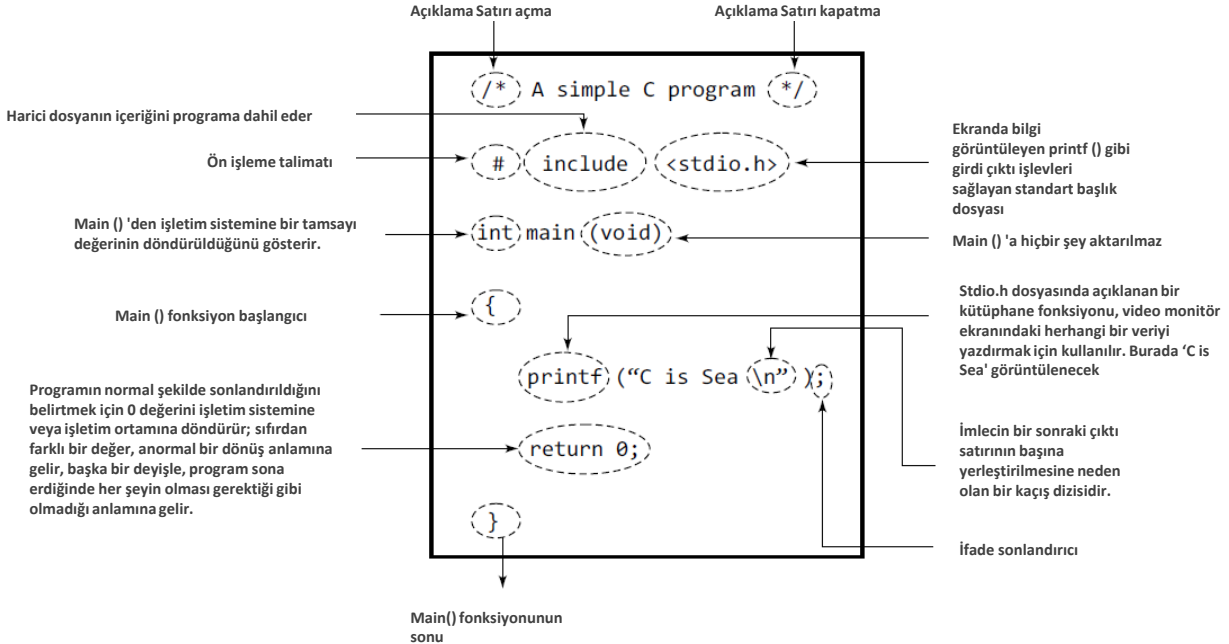 Açıklama Satırı açma
Açıklama Satırı kapatma
/* A simple C program */
Harici dosyanın içeriğini programa dahil eder
Ön işleme talimatı
# include <stdio.h>
Ekranda bilgi
görüntüleyen printf () gibi
girdi çıktı işlevleri
sağlayan standart başlık
dosyası
Main () 'den işletim sistemine bir tamsayı
değerinin döndürüldüğünü gösterir.
int main (void)
Main () 'a hiçbir şey aktarılmaz
Main () fonksiyon başlangıcı
{
Stdio.h dosyasında açıklanan bir
kütüphane fonksiyonu, video monitör
ekranındaki herhangi bir veriyi
yazdırmak için kullanılır. Burada ‘C is
Sea' görüntülenecek
printf (“C is Sea \n” );
Programın normal şekilde sonlandırıldığını
belirtmek için 0 değerini işletim sistemine
veya işletim ortamına döndürür; sıfırdan
farklı bir değer, anormal bir dönüş anlamına
gelir, başka bir deyişle, program sona
erdiğinde her şeyin olması gerektiği gibi
olmadığı anlamına gelir.
return 0;
İmlecin bir sonraki çıktı
satırının başına
yerleştirilmesine neden
olan bir kaçış dizisidir.
}
İfade sonlandırıcı
Main() fonksiyonunun
sonu